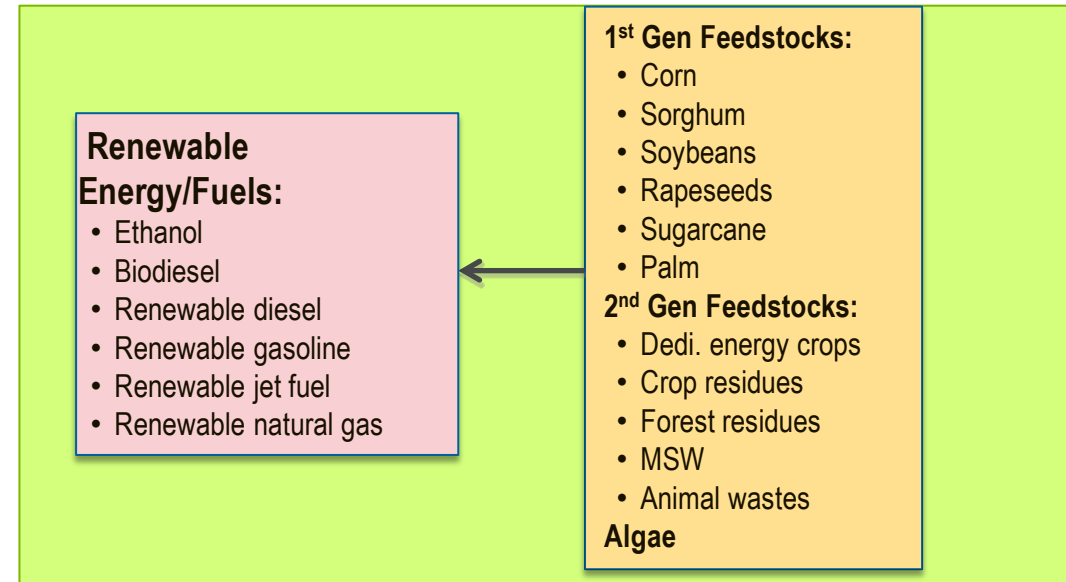 Renewable
Energy/Fuels:
• Ethanol
• Biodiesel
• Renewable diesel
• Renewable gasoline
• Renewable jet fuel
• Renewable natural gas
1st Gen Feedstocks:
• Corn
• Sorghum
• Soybeans
• Rapeseeds
• Sugarcane
• Palm
2nd Gen Feedstocks:
• Dedi. energy crops
• Crop residues
• Forest residues
• MSW
• Animal wastes
Algae